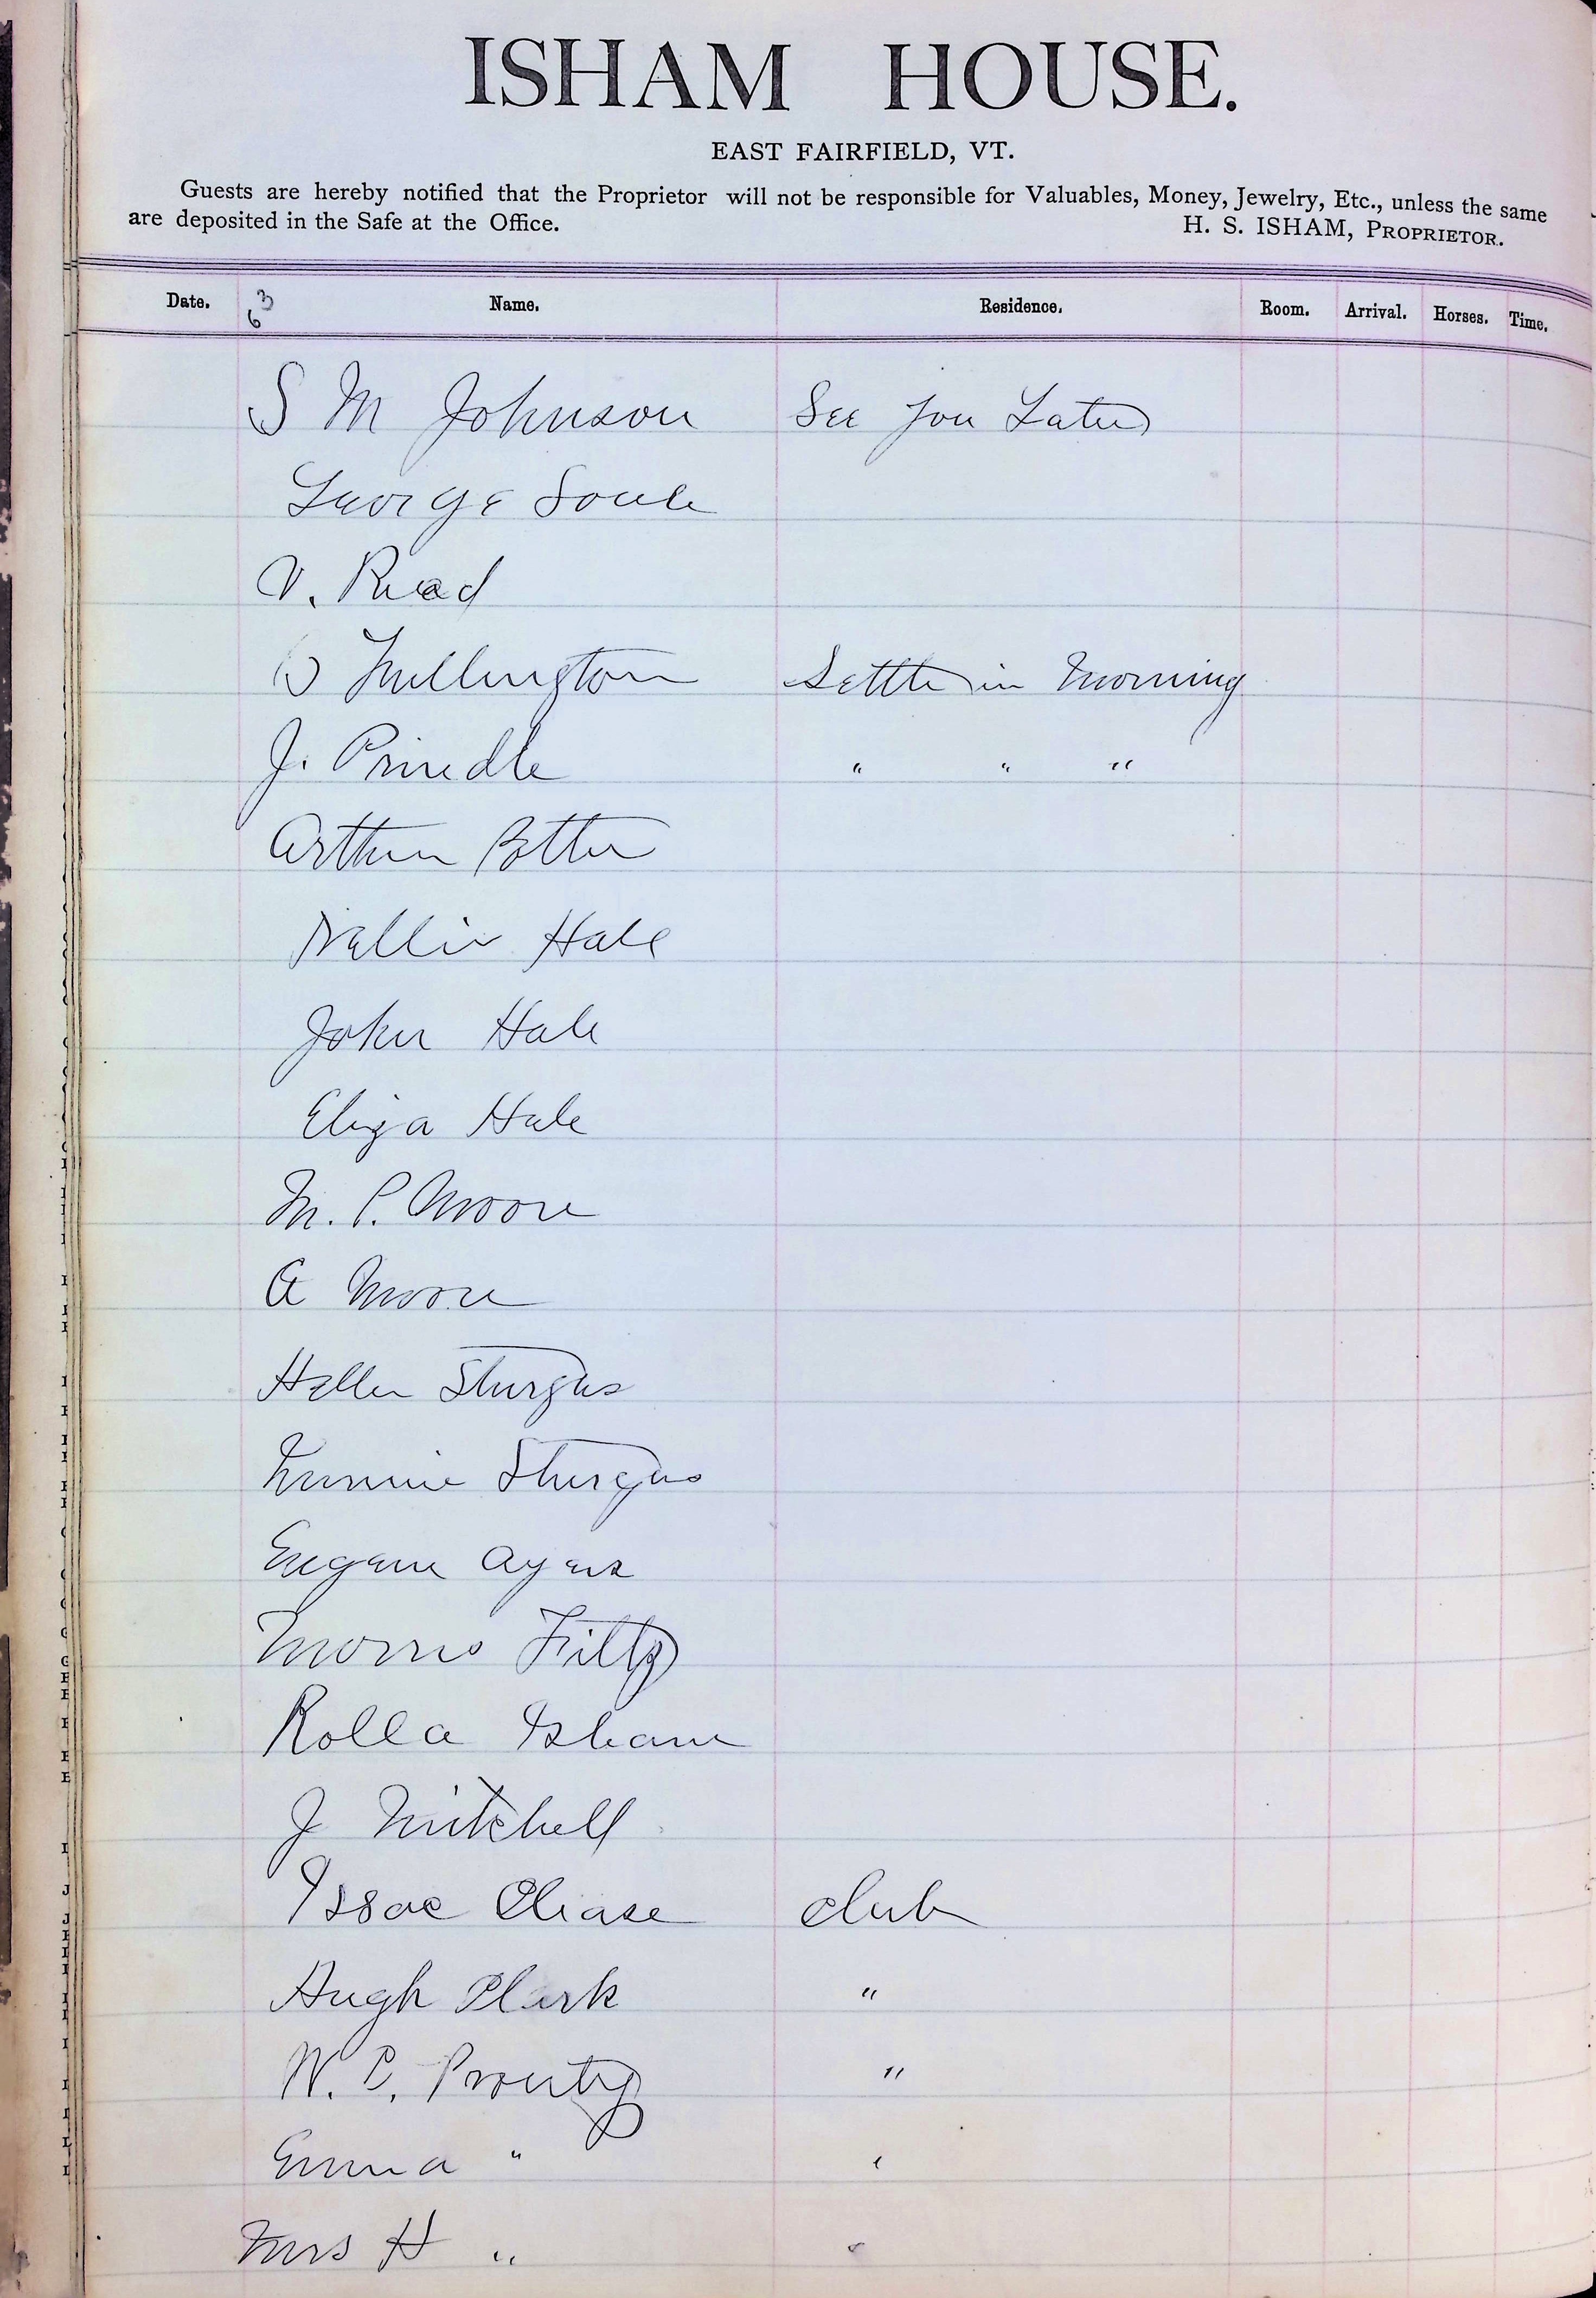 ISHAM HOUSE.
EAST FAIRFIELD, VT.
Guests are hereby notified that the Proprietor will not be responsible for Valuables, Money, Jewelry, Etc., unless the same
are deposited in the Safe at the Office. H. S. ISHAM, PROPRIETOR.
Date. 63 Name. Residence. Room. Arrival. Horses. Time.
S M Johnson See You Later
George Soule
V. Read
Settle in Morning
J. Prindle " " "
Arthur Potter
Nellie Hale
John Hale
Eliza Hale
M. P. Moore
A Moore
Hellen Sturges
Sturges
Eugene Ayers
Morris
Rolla Isham
J Mitchell
Issac Chase Club
Hugh Clark "
W. C. Prouty "
Emma " "
Mrs H " "